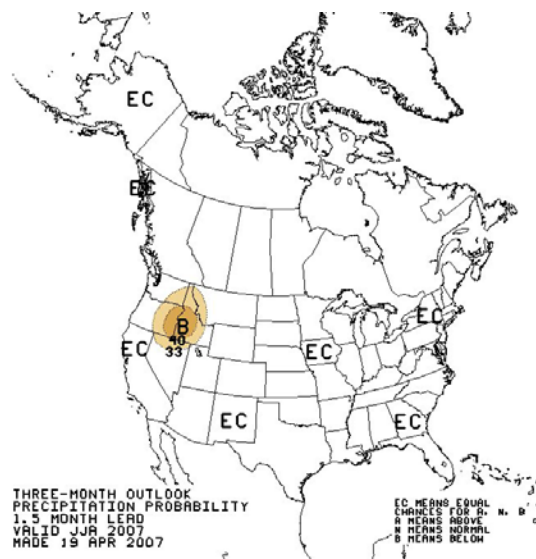 EC
EC
B
40
33
EC
EC
EC
EC
EC
THREE-MONTH OUTLOOK
PRECIPITATION PROBABILITY
1.5 MONTH LEAD
VALID JJA 2007
MADE 19 APR 2007
EC MEANS EQUAL
CHANCES FOR A, N, B
A MEANS ABOVE
N MEANS NORMAL
B MEANS BELOW